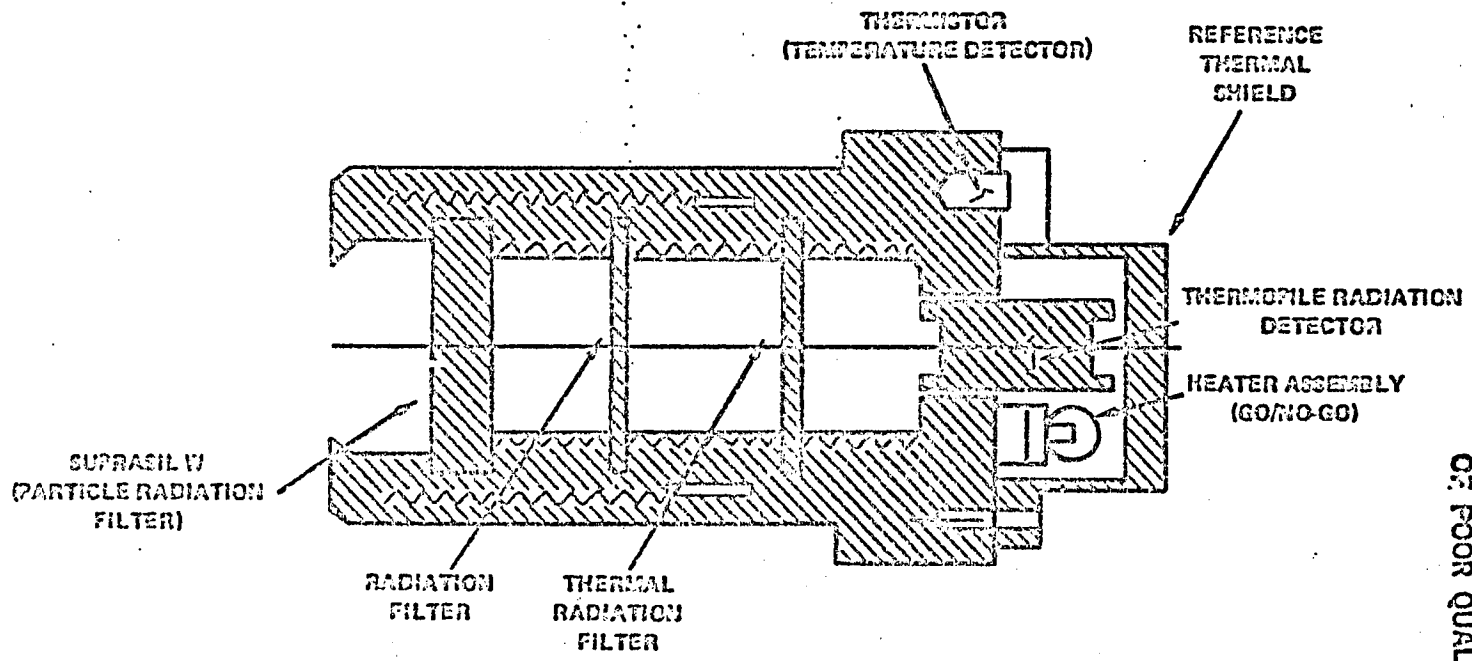 THERMISTOR
(TEMPERATURE DETECTOR)
REFERENCE
THERMAL
SHIELD
THERMOPILE RADIATION
DETECTOR
HEATER ASSEMBLY
(GO/NO-GO)
SUPRASIL W
(PARTICLE RADIATION
FILTER)
RADIATION
FILTER
THERMAL
RADIATION
FILTER
OF POOR QUAL